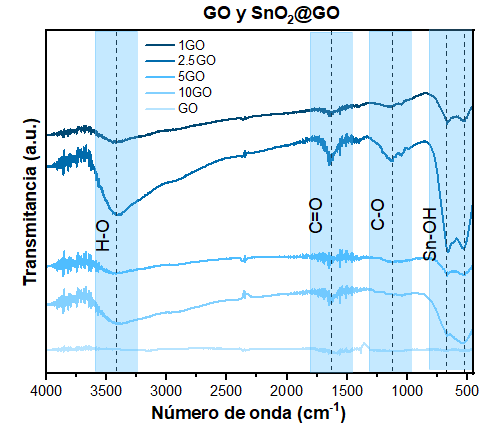 GO y SnO₂@GO
1GO
2.5GO
5GO
10GO
GO
Transmitancia (a.u.)
H-O
C=O
C-O
Sn-OH
4000 3500 3000 2500 2000 1500 1000 500
Número de onda (cm⁻¹)